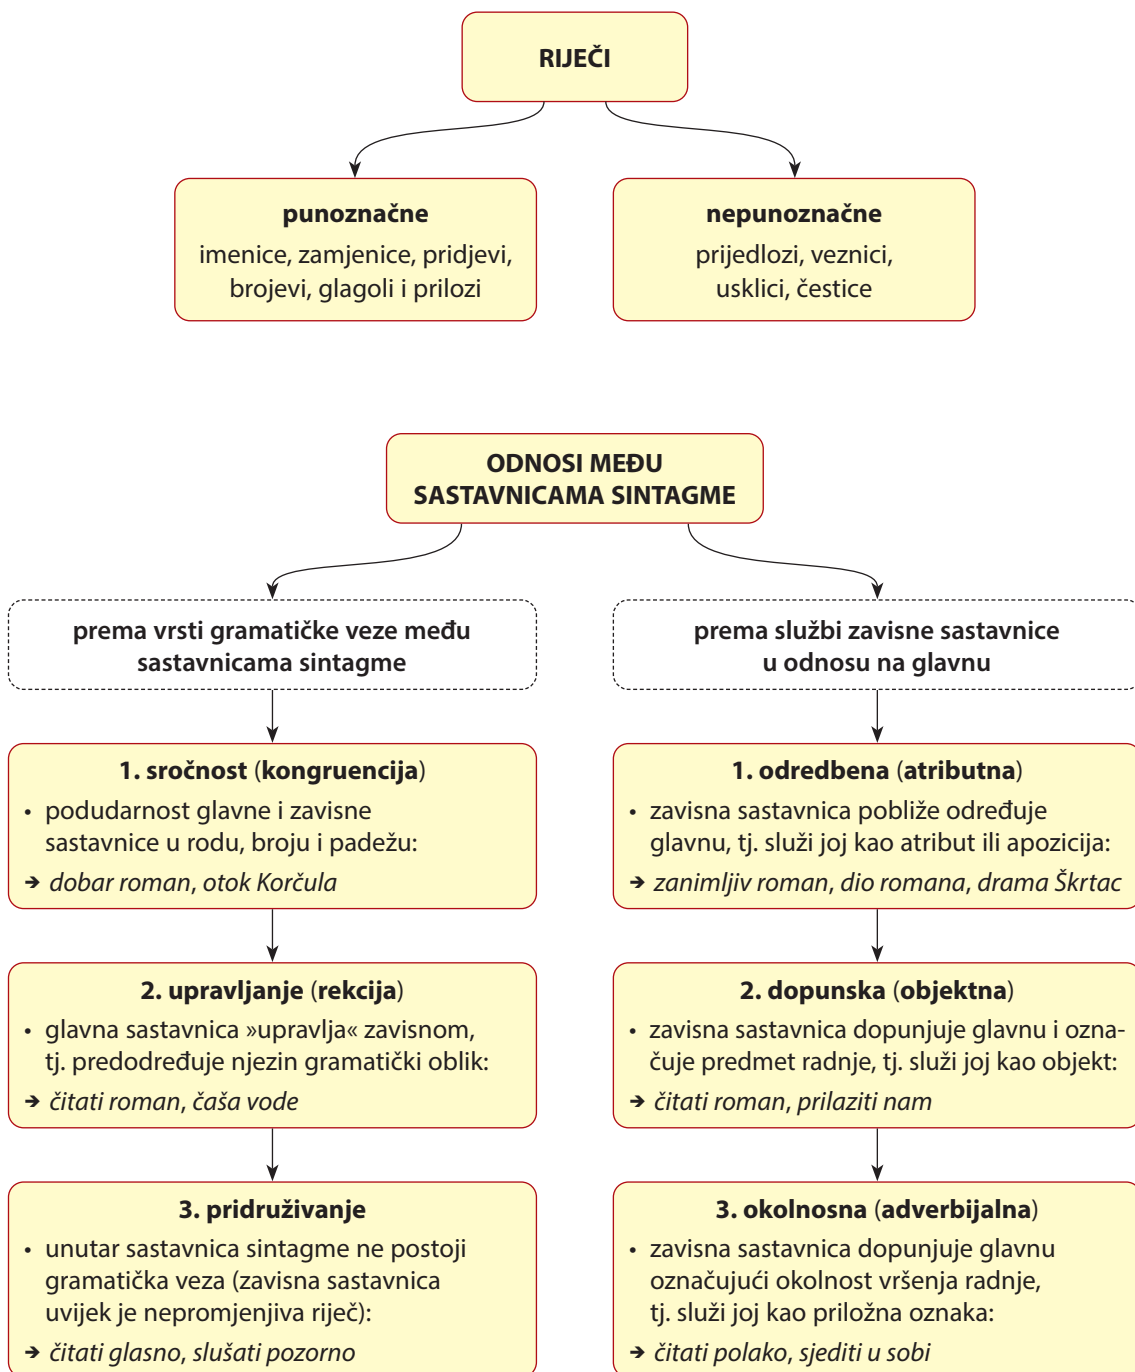 RIJEČI
punoznačne
imenice, zamjenice, pridjevi,
brojevi, glagoli i prilozi
nepunoznačne
prijedlozi, veznici,
usklici, čestice
ODNOSI MEĐU
SASTAVNICAMA SINTAGME
prema vrsti gramatičke veze među
sastavnicama sintagme
1. sročnost (kongruencija)
• podudarnost glavne i zavisne
sastavnice u rodu, broju i padežu:
➔ dobar roman, otok Korčula
2. upravljanje (rekcija)
• glavna sastavnica »upravlja« zavisnom,
tj. predodređuje njezin gramatički oblik:
➔ čitati roman, čaša vode
3. pridruživanje
• unutar sastavnica sintagme ne postoji
gramatička veza (zavisna sastavnica
uvijek je nepromjenjiva riječ):
➔ čitati glasno, slušati pozorno
prema službi zavisne sastavnice
u odnosu na glavnu
1. odredbena (atributna)
• zavisna sastavnica pobliže određuje
glavnu, tj. služi joj kao atribut ili apozicija:
➔ zanimljiv roman, dio romana, drama Škrtac
2. dopunska (objektna)
• zavisna sastavnica dopunjuje glavnu i ozna-
čuje predmet radnje, tj. služi joj kao objekt:
➔ čitati roman, prilaziti nam
3. okolnosna (adverbijalna)
• zavisna sastavnica dopunjuje glavnu
označujući okolnost vršenja radnje,
tj. služi joj kao priložna oznaka:
➔ čitati polako, sjediti u sobi